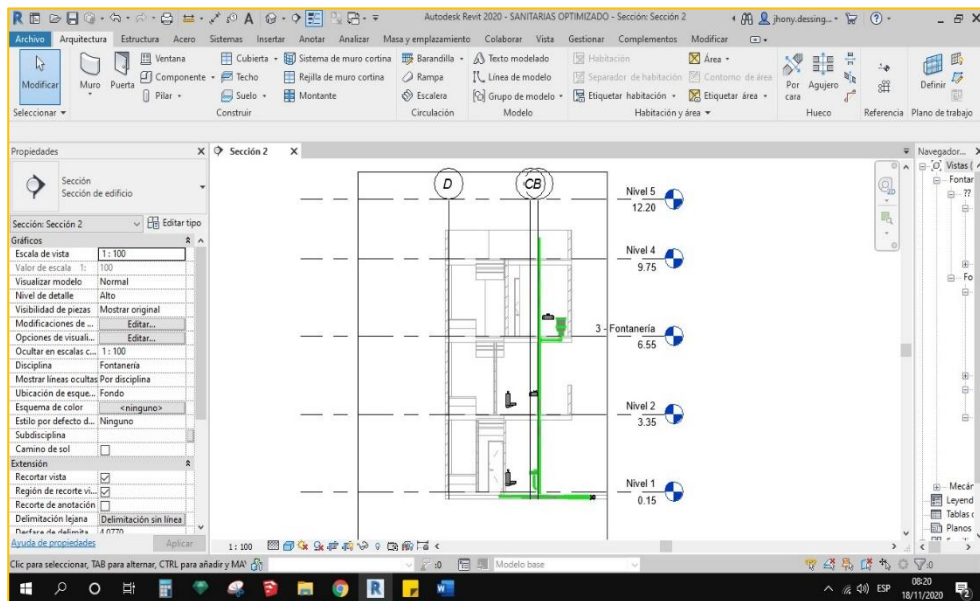 Autodesk Revit 2020 - SANITARIAS OPTIMIZADO - Sección: Sección 2
jhony.dessing...
Archivo Arquitectura Estructura Acero Sistemas Insertar Anotar Analizar Masa y emplazamiento Colaborar Vista Gestionar Complementos Modificar
Modificar
Muro
Puerta
Ventana
Componente
Pilar
Cubierta
Techo
Suelo
Sistema de muro cortina
Rejilla de muro cortina
Montante
Barandilla
Rampa
Escalera
Texto modelado
Línea de modelo
Grupo de modelo
Habitación
Separador de habitación
Etiquetar habitación
Área
Contorno de área
Etiquetar área
Por cara
Agujero
Definir
Seleccionar Construir Circulación Modelo Habitación y área Hueco Referencia Plano de trabajo
Propiedades
Sección
Sección de edificio
Sección: Sección 2 Editar tipo
Gráficos
Escala de vista 1 : 100
Valor de escala 1: 100
Visualizar modelo Normal
Nivel de detalle Alto
Visibilidad de piezas Mostrar original
Modificaciones de ... Editar...
Opciones de visuali... Editar...
Ocultar en escalas c... 1 : 100
Disciplina Fontanería
Mostrar líneas ocultas Por disciplina
Ubicación de esque... Fondo
Esquema de color <ninguno>
Estilo por defecto d... Ninguno
Subdisciplina
Camino de sol
Extensión
Recortar vista
Región de recorte vi...
Recorte de anotación
Delimitación lejana Delimitación sin línea
Desfase de delimita 4.0770
Ayuda de propiedades Aplicar
Sección 2 X
D
CB
Nivel 5
12.20
Nivel 4
9.75
3 - Fontanería
6.55
Nivel 2
3.35
Nivel 1
0.15
1 : 100
Navegador...
Vistas (
Fontar
??
Fo
Mecár
Leyend
Tablas c
Planos
Clic para seleccionar, TAB para alternar, CTRL para añadir y MAY
:0
Modelo base
:0
ESP
08:20
18/11/2020